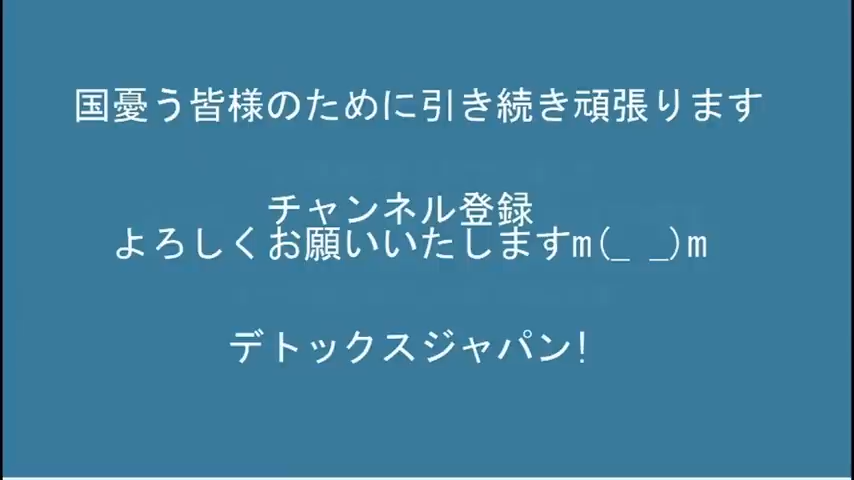 国憂う皆様のために引き続き頑張ります
チャンネル登録
よろしくお願いいたしますm(_ _)m
デトックスジャパン!